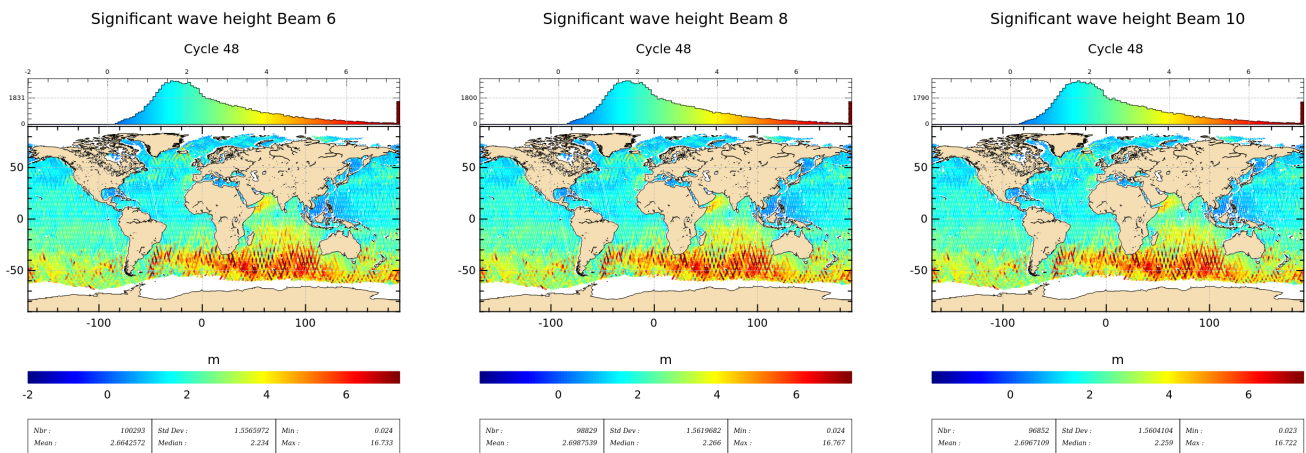 Significant wave height Beam 6
Cycle 48
-2 0 2 4 6
1831
0
50
0
-50
-100 0 100
m
-2 0 2 4 6
Nbr : 100293 Std Dev : 1.5565972 Min : 0.024
Mean : 2.6642572 Median : 2.234 Max : 16.733
Significant wave height Beam 8
Cycle 48
0 2 4 6
1800
0
50
0
-50
-100 0 100
m
0 2 4 6
Nbr : 98829 Std Dev : 1.5619682 Min : 0.024
Mean : 2.6987539 Median : 2.266 Max : 16.767
Significant wave height Beam 10
Cycle 48
0 2 4 6
1790
0
50
0
-50
-100 0 100
m
0 2 4 6
Nbr : 96852 Std Dev : 1.5604104 Min : 0.023
Mean : 2.6967109 Median : 2.259 Max : 16.722